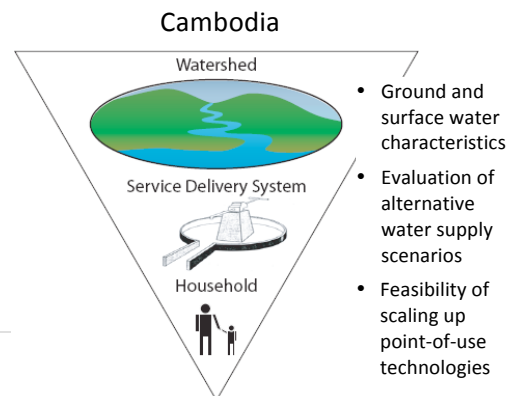 Cambodia
Watershed
Service Delivery System
Household
• Ground and
surface water
characteristics
• Evaluation of
alternative
water supply
scenarios
• Feasibility of
scaling up
point-of-use
technologies